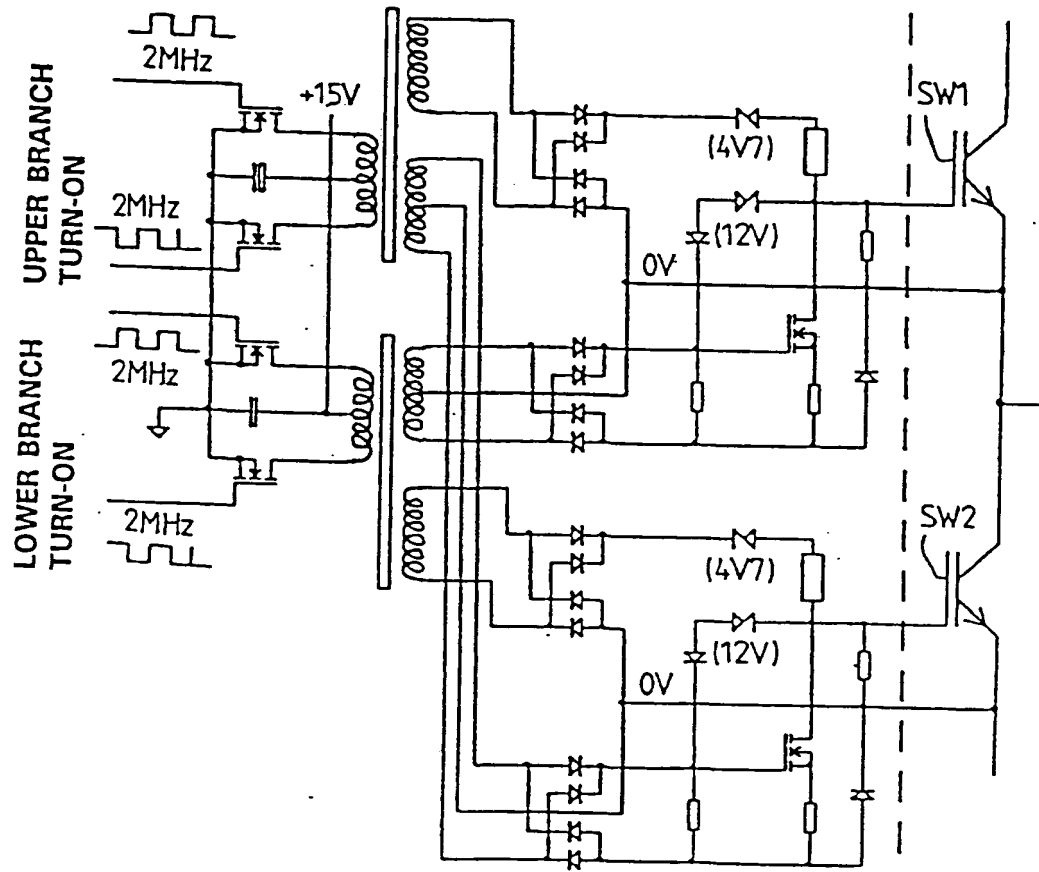 2MHz
+15V
UPPER BRANCH
TURN-ON
2MHz
2MHz
LOWER BRANCH
TURN-ON
2MHz
(4V7)
(12V)
0V
SW1
(4V7)
(12V)
0V
SW2